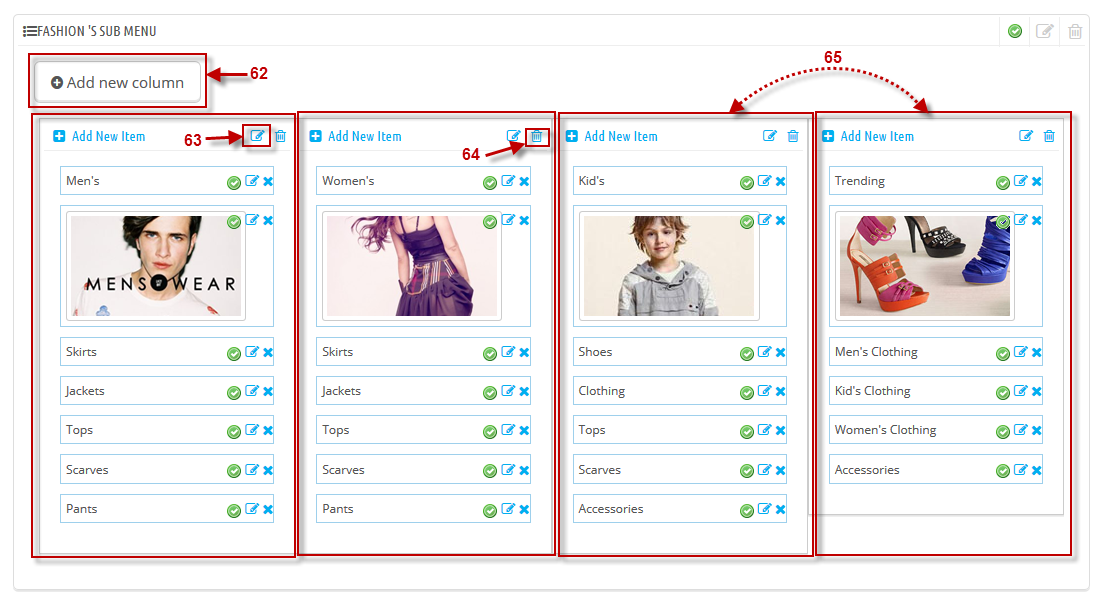 FASHION 'S SUB MENU
Add new column
62
65
Add New Item
63
Men's
MENSWEAR
Skirts
Jackets
Tops
Scarves
Pants
Add New Item
64
Women's
Skirts
Jackets
Tops
Scarves
Pants
Add New Item
Kid's
Shoes
Clothing
Tops
Scarves
Accessories
Add New Item
Trending
Men's Clothing
Kid's Clothing
Women's Clothing
Accessories